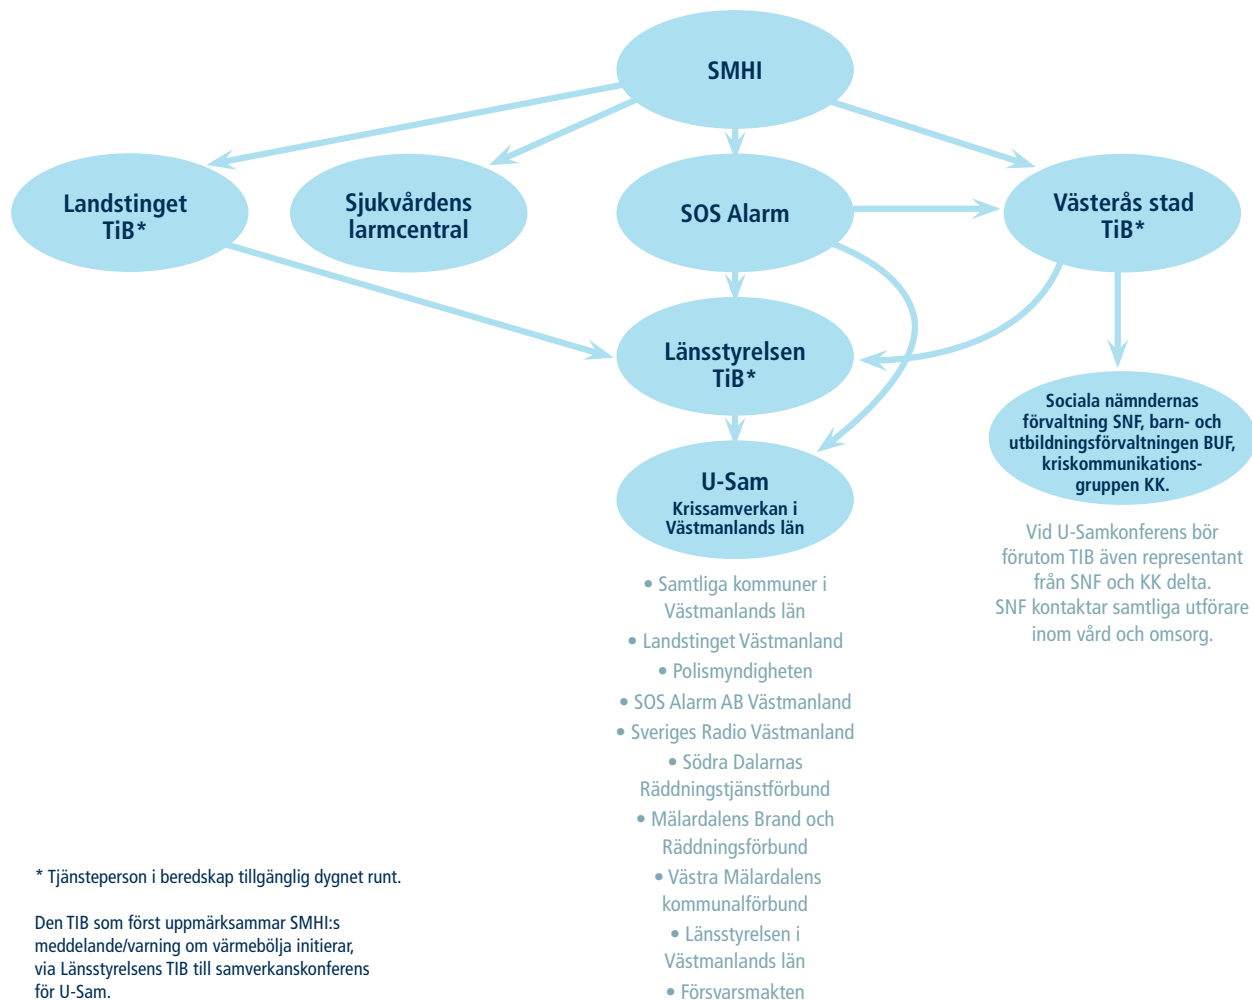 SMHI
Landstinget
TiB*
Sjukvårdens
larmcentral
SOS Alarm
Västerås stad
TiB*
Länsstyrelsen
TiB*
Sociala nämndernas
förvaltning SNF, barn- och
utbildningsförvaltningen BUF,
kriskommunikations-
gruppen KK.
U-Sam
Krissamverkan i
Västmanlands län
Vid U-Samkonferens bör
förutom TIB även representant
från SNF och KK delta.
SNF kontaktar samtliga utförare
inom vård och omsorg.
• Samtliga kommuner i
Västmanlands län
• Landstinget Västmanland
• Polismyndigheten
• SOS Alarm AB Västmanland
• Sveriges Radio Västmanland
• Södra Dalarnas
Räddningstjänstförbund
• Mälardalens Brand och
Räddningsförbund
• Västra Mälardalens
kommunalförbund
• Länsstyrelsen i
Västmanlands län
• Försvarsmakten
* Tjänsteperson i beredskap tillgänglig dygnet runt.
Den TIB som först uppmärksammar SMHI:s
meddelande/varning om värmebölja initierar,
via Länsstyrelsens TIB till samverkanskonferens
för U-Sam.